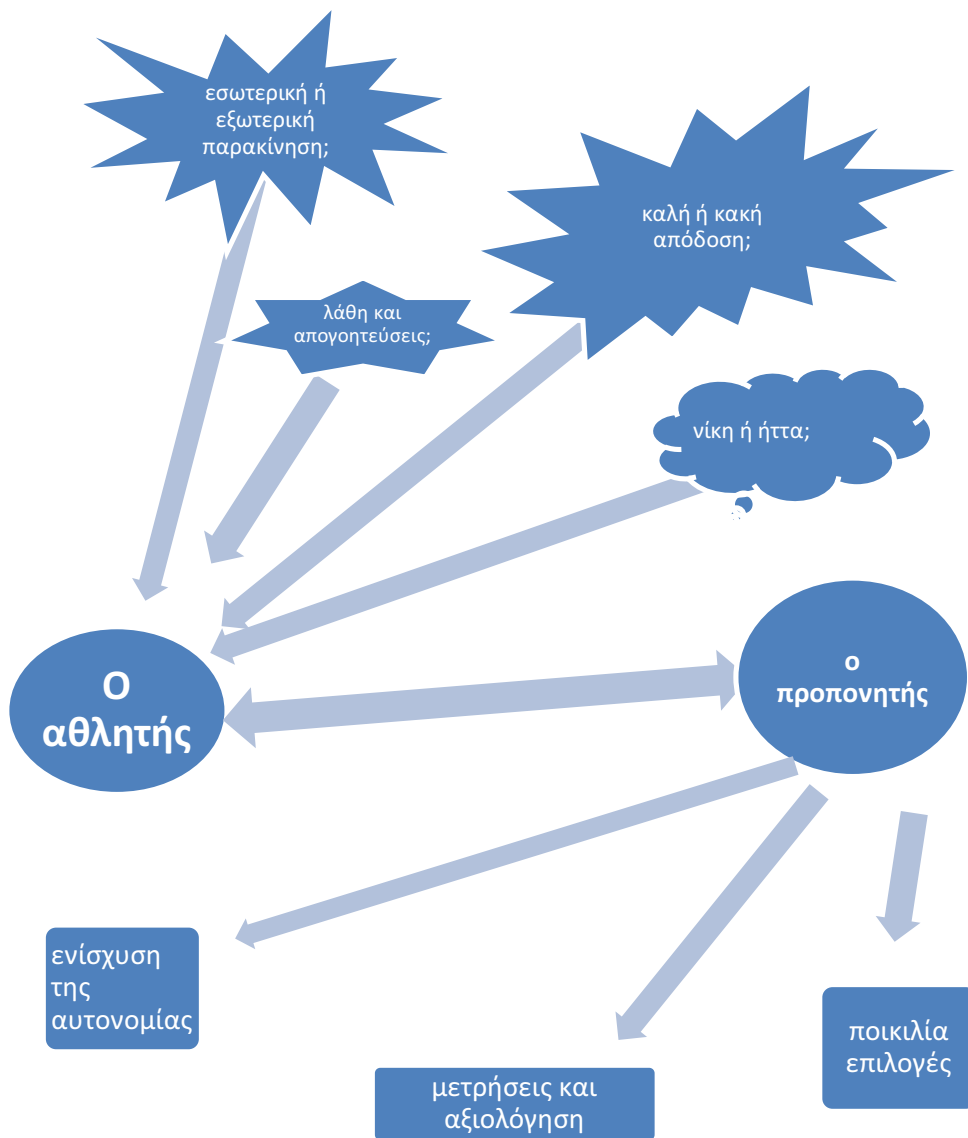 εσωτερική ή
εξωτερική
παρακίνηση;
καλή ή κακή
απόδοση;
λάθη και
απογοητεύσεις;
νίκη ή ήττα;
Ο
αθλητής
ο
προπονητής
ενίσχυση
της
αυτονομίας
ποικιλία
επιλογές
μετρήσεις και
αξιολόγηση